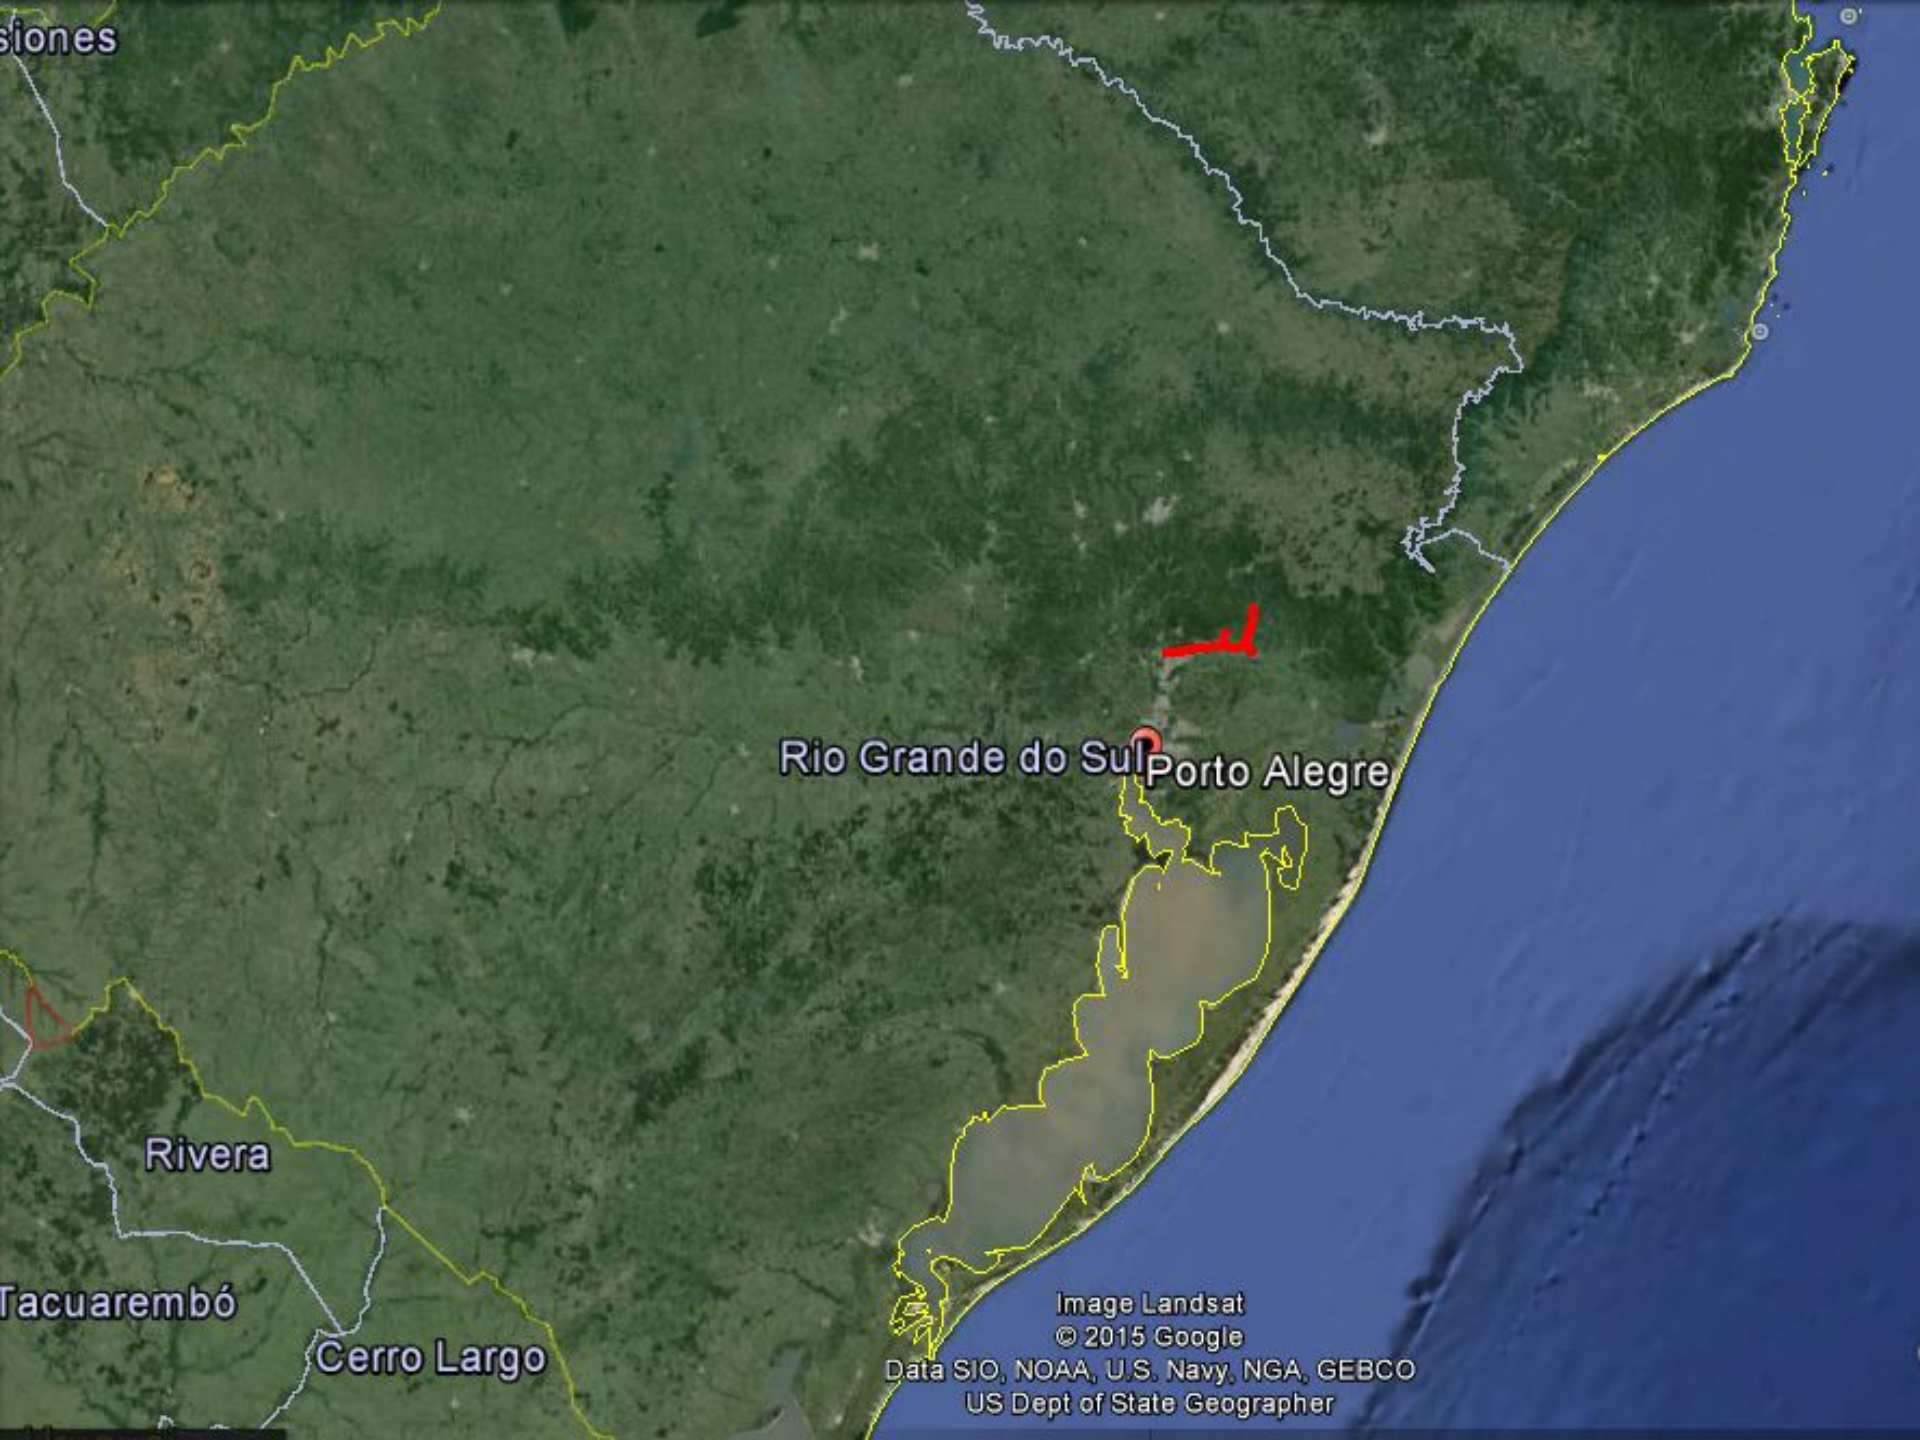 siones
Rio Grande do Sul
Porto Alegre
Rivera
Tacuarembó
Cerro Largo
Image Landsat
© 2015 Google
Data SIO, NOAA, U.S. Navy, NGA, GEBCO
US Dept of State Geographer